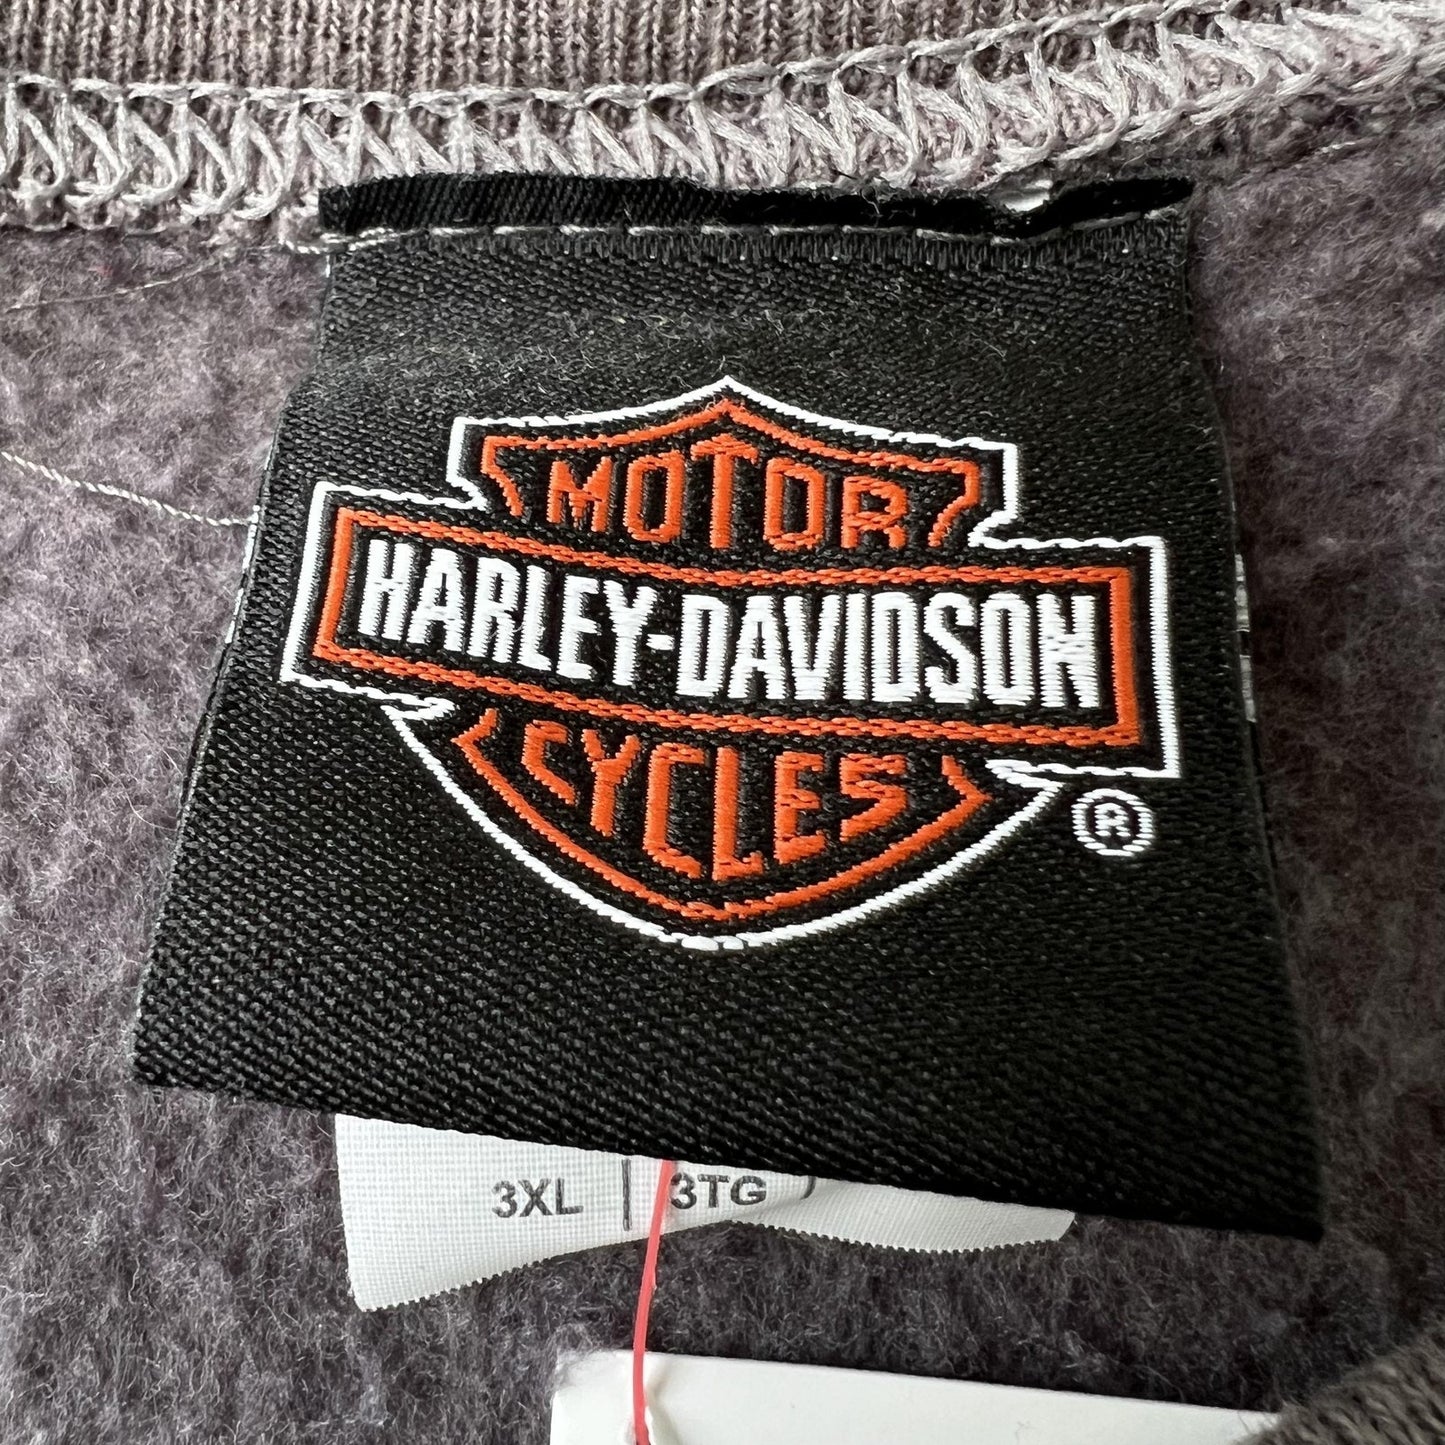 MOTOR
HARLEY-DAVIDSON
CYCLES
®
3XL | 3TG